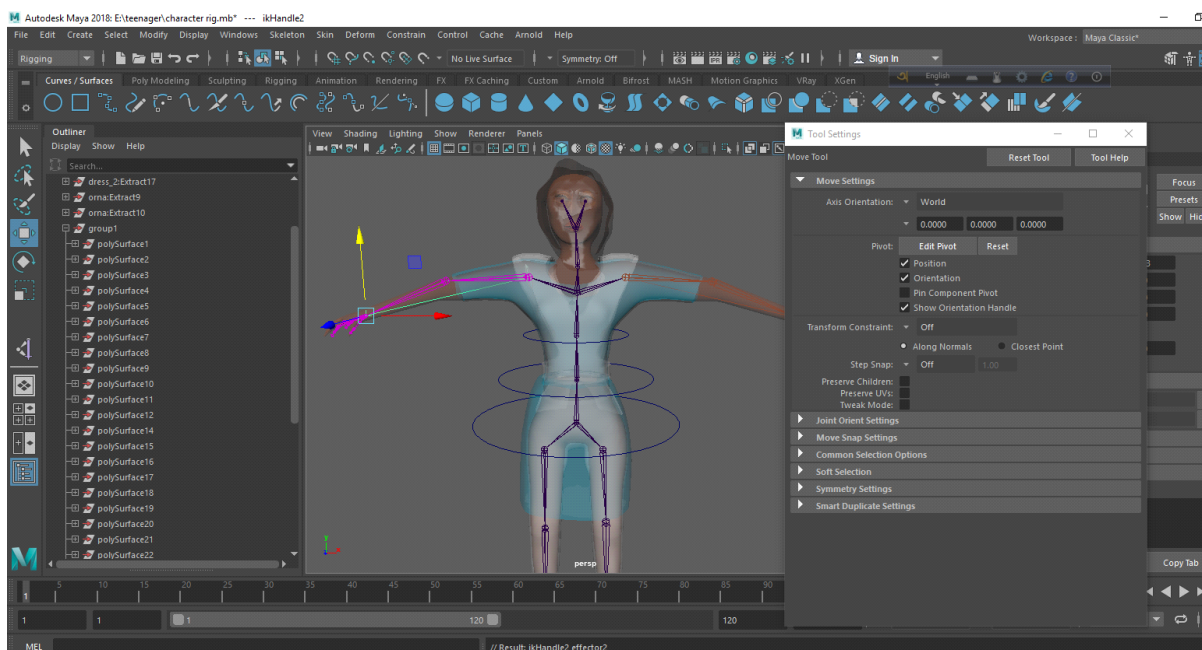 Autodesk Maya 2018: E:\teenager\character rig.mb* --- ikHandle2
File Edit Create Select Modify Display Windows Skeleton Skin Deform Constrain Control Cache Arnold Help
Workspace : Maya Classic*
Rigging No Live Surface Symmetry: Off Sign In
Curves / Surfaces Poly Modeling Sculpting Rigging Animation Rendering FX FX Caching Custom Arnold Bifrost MASH Motion Graphics VRay XGen
English
Outliner
Display Show Help
Search...
dress_2:Extract17
orna:Extract9
orna:Extract10
group1
polySurface1
polySurface2
polySurface3
polySurface4
polySurface5
polySurface6
polySurface7
polySurface8
polySurface9
polySurface10
polySurface11
polySurface12
polySurface14
polySurface15
polySurface16
polySurface17
polySurface18
polySurface19
polySurface20
polySurface21
polySurface22
View Shading Lighting Show Renderer Panels
y
x
persp
Tool Settings
Move Tool Reset Tool Tool Help
Move Settings
Axis Orientation: World
0.0000 0.0000 0.0000
Pivot: Edit Pivot Reset
Position
Orientation
Pin Component Pivot
Show Orientation Handle
Transform Constraint: Off
Along Normals Closest Point
Step Snap: Off 1.00
Preserve Children:
Preserve UVs:
Tweak Mode:
Joint Orient Settings
Move Snap Settings
Common Selection Options
Soft Selection
Symmetry Settings
Smart Duplicate Settings
Focus
Presets
Show
Copy Tab
5 10 15 20 25 30 35 40 45 50 55 60 65 70 75 80 85 90
1
1 1 1 120 120
MEL // Result: ikHandle2 effector2